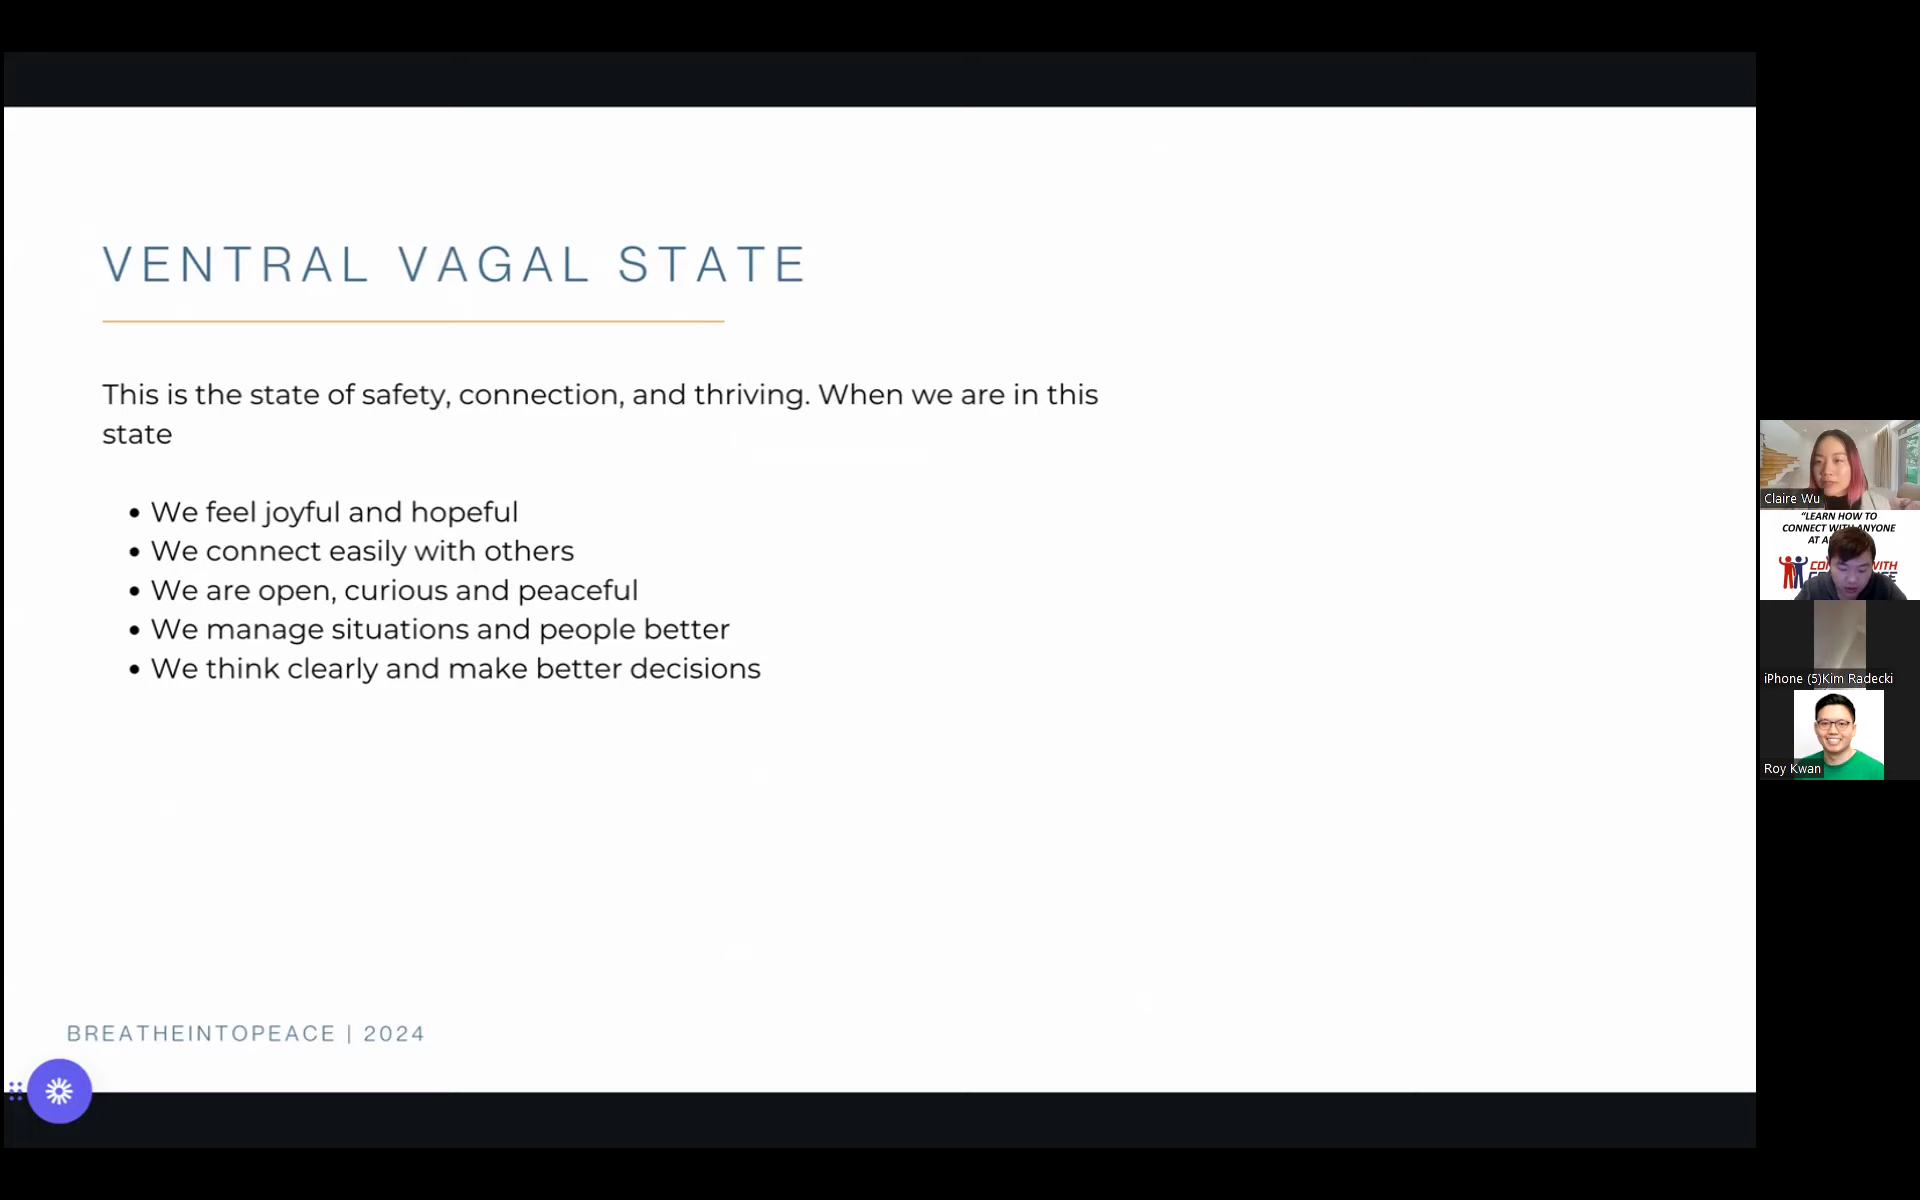 VENTRAL VAGAL STATE
This is the state of safety, connection, and thriving. When we are in this
state
• We feel joyful and hopeful
• We connect easily with others
• We are open, curious and peaceful
• We manage situations and people better
• We think clearly and make better decisions
BREATHEINTOPEACE | 2024
Claire Wu
“LEARN HOW TO
CONNECT WITH ANYONE
AT
WITH
iPhone (5)Kim Radecki
Roy Kwan